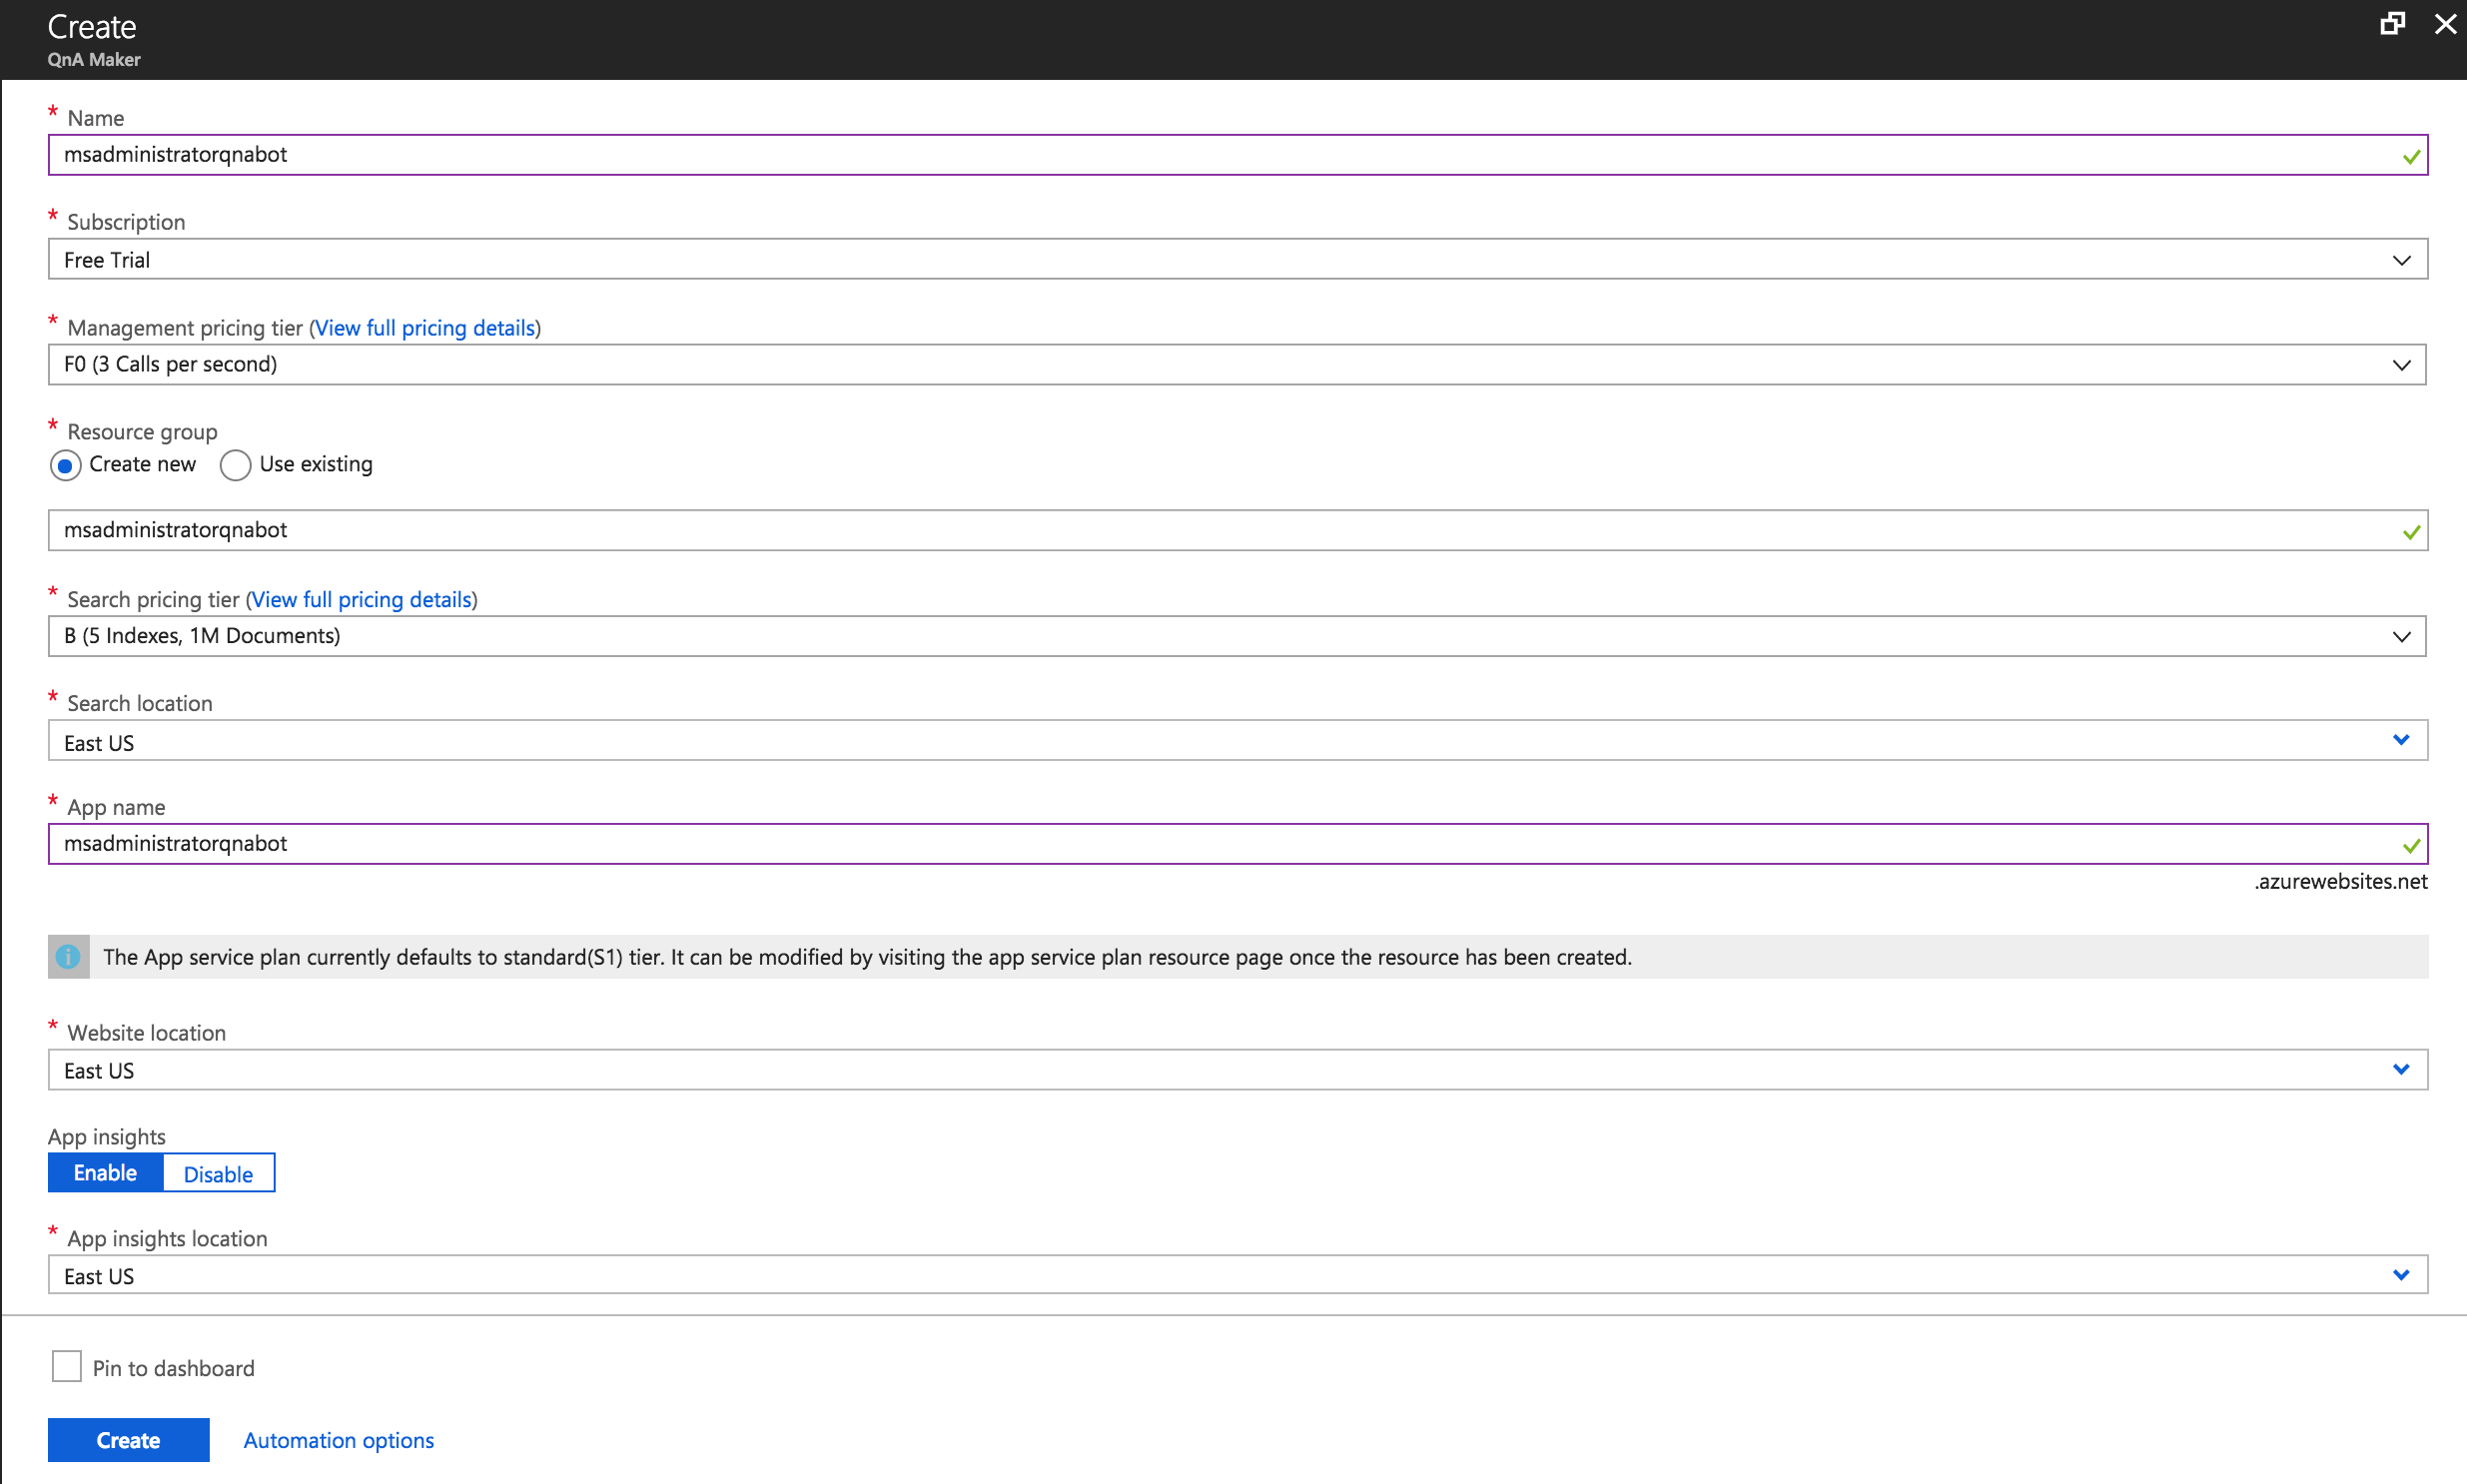 Create
QnA Maker
* Name
msadministratorqnabot
* Subscription
Free Trial
* Management pricing tier (View full pricing details)
F0 (3 Calls per second)
* Resource group
Create new Use existing
msadministratorqnabot
* Search pricing tier (View full pricing details)
B (5 Indexes, 1M Documents)
* Search location
East US
* App name
msadministratorqnabot
.azurewebsites.net
The App service plan currently defaults to standard(S1) tier. It can be modified by visiting the app service plan resource page once the resource has been created.
* Website location
East US
App insights
Enable Disable
* App insights location
East US
Pin to dashboard
Create Automation options